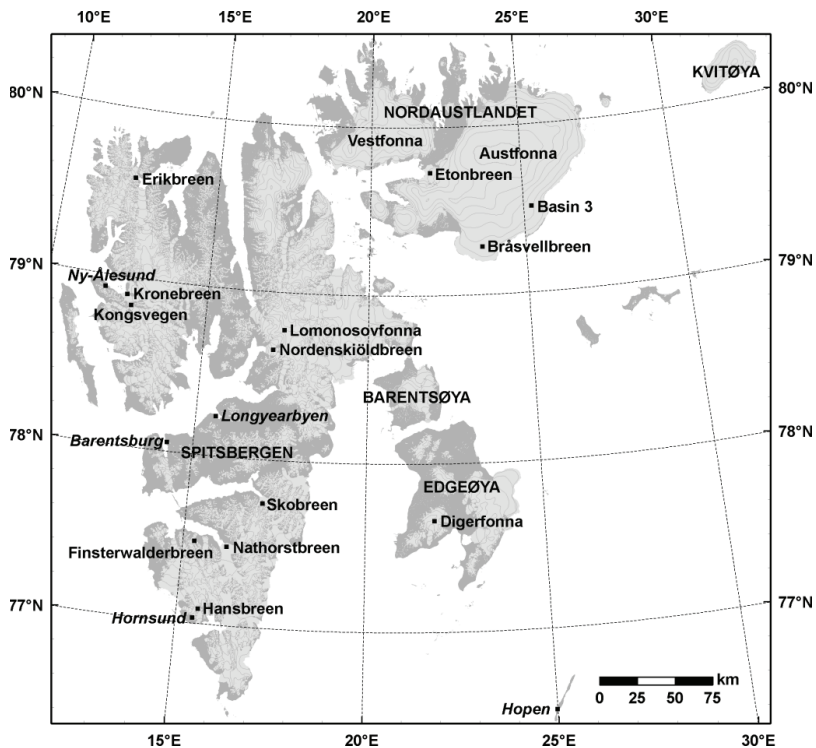 10°E 15°E 20°E 25°E 30°E
80°N 80°N
KVITØYA
NORDAUSTLANDET
Vestfonna
Austfonna
Etonbreen
Erikbreen
Basin 3
Bråsvellbreen
79°N 79°N
Ny-Ålesund
Kronebreen
Kongsvegen
Lomonosovfonna
Nordenskiöldbreen
BARENTSØYA
Longyearbyen
78°N 78°N
Barentsburg
SPITSBERGEN
EDGEØYA
Skobreen
Digerfonna
Finsterwalderbreen
Nathorstbreen
77°N 77°N
Hansbreen
Hornsund
km
0 25 50 75
Hopen
15°E 20°E 25°E 30°E